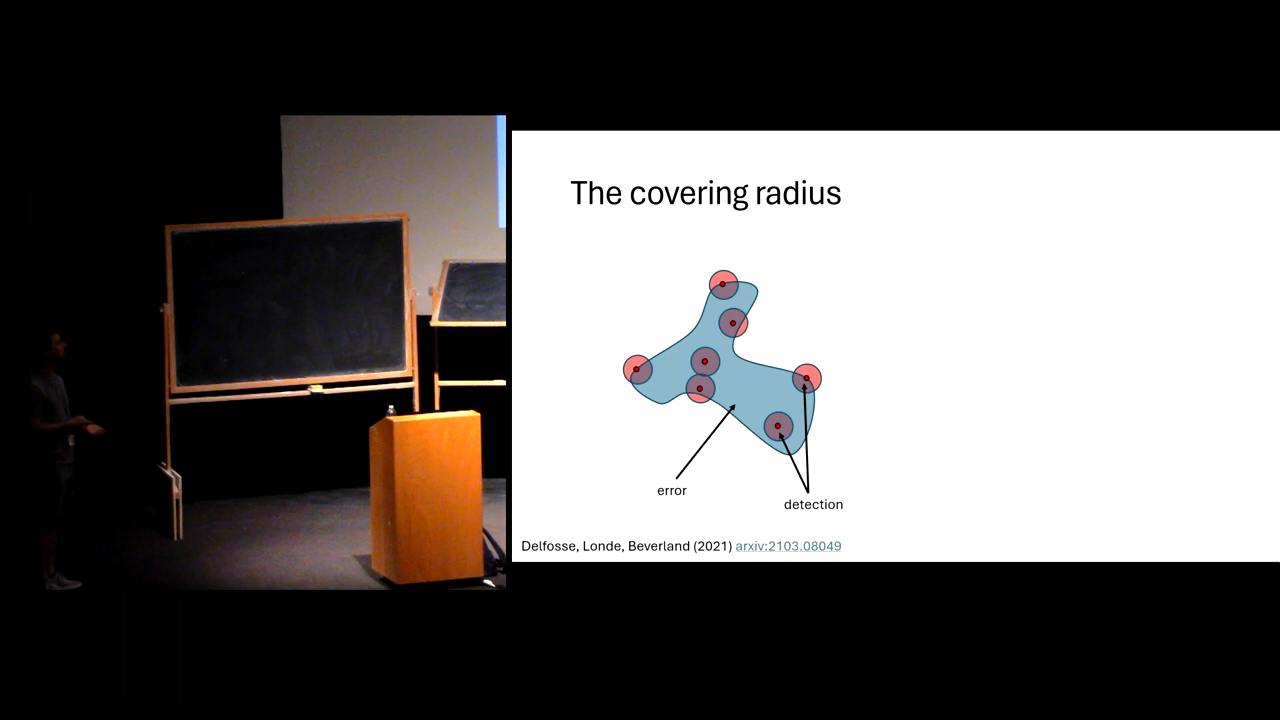 The covering radius
error
detection
Delfosse, Londe, Beverland (2021) arxiv:2103.08049